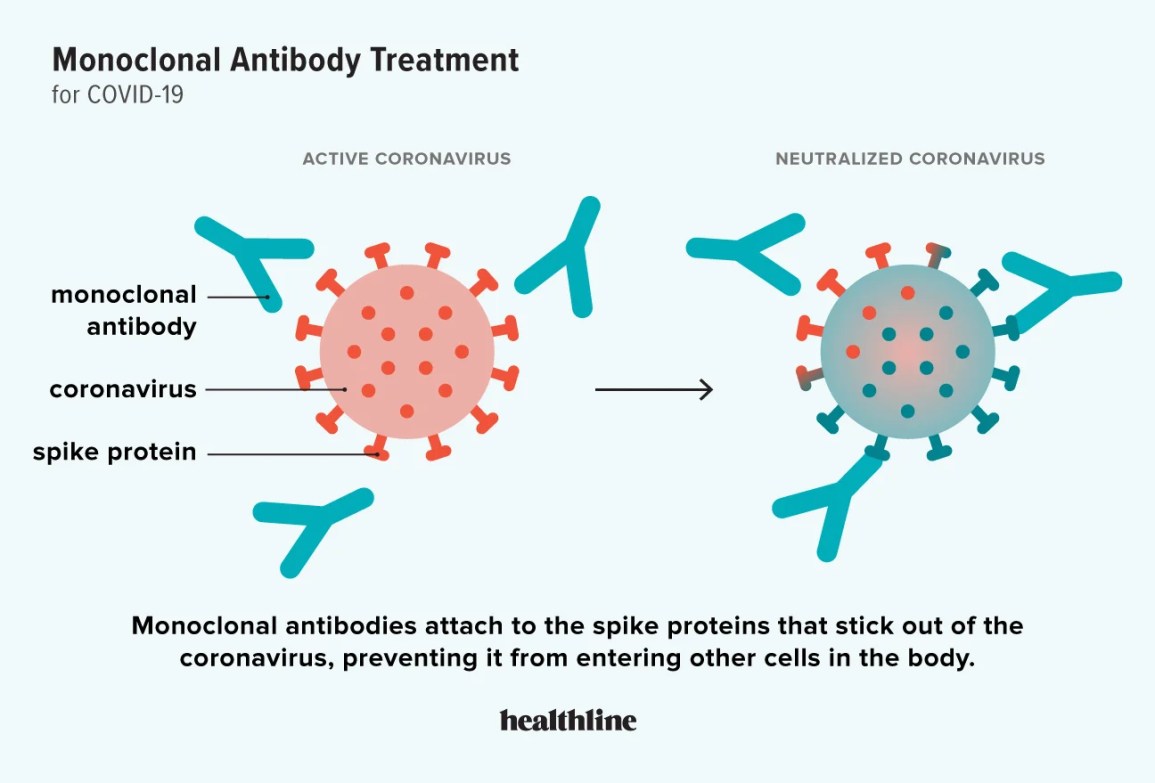 Monoclonal Antibody Treatment
for COVID-19
ACTIVE CORONAVIRUS
NEUTRALIZED CORONAVIRUS
monoclonal
antibody
coronavirus
spike protein
Monoclonal antibodies attach to the spike proteins that stick out of the
coronavirus, preventing it from entering other cells in the body.
healthline